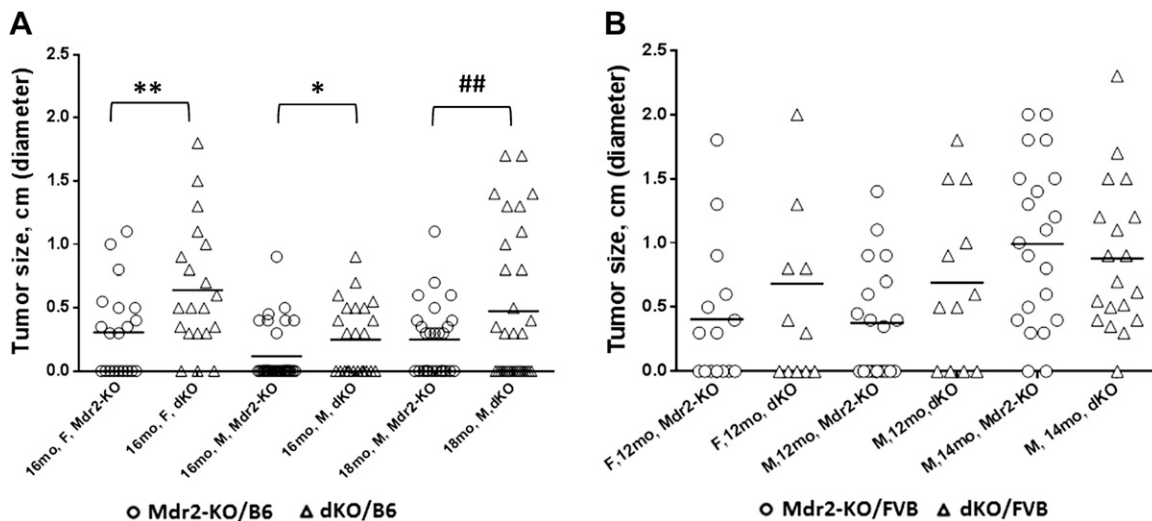 A
Tumor size, cm (diameter)
2.5
2.0
1.5
1.0
0.5
0.0
**
*
##
16mo, F, Mdr2-KO
16mo, F, dKO
16mo, M, Mdr2-KO
16mo, M, dKO
18mo, M, Mdr2-KO
18mo, M, dKO
Mdr2-KO/B6 dKO/B6
B
Tumor size, cm (diameter)
2.5
2.0
1.5
1.0
0.5
0.0
F,12mo, Mdr2-KO
F,12mo, dKO
M,12mo, Mdr2-KO
M,12mo, dKO
M,14mo, Mdr2-KO
M, 14mo, dKO
Mdr2-KO/FVB dKO/FVB